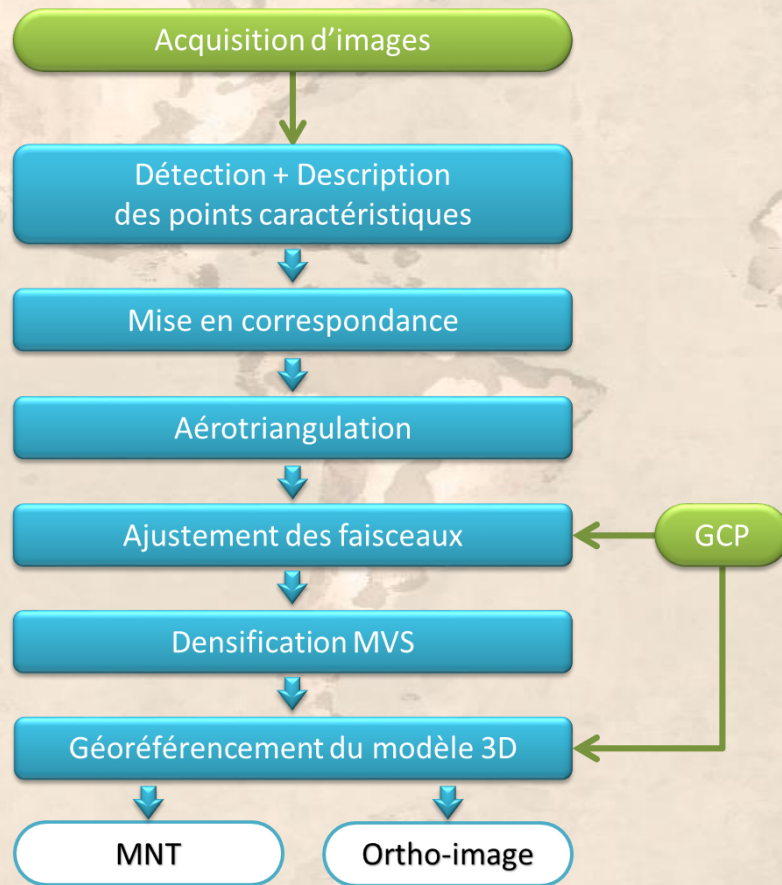 Acquisition d’images
Détection + Description
des points caractéristiques
Mise en correspondance
Aérotriangulation
Ajustement des faisceaux
GCP
Densification MVS
Géoréférencement du modèle 3D
MNT
Ortho-image